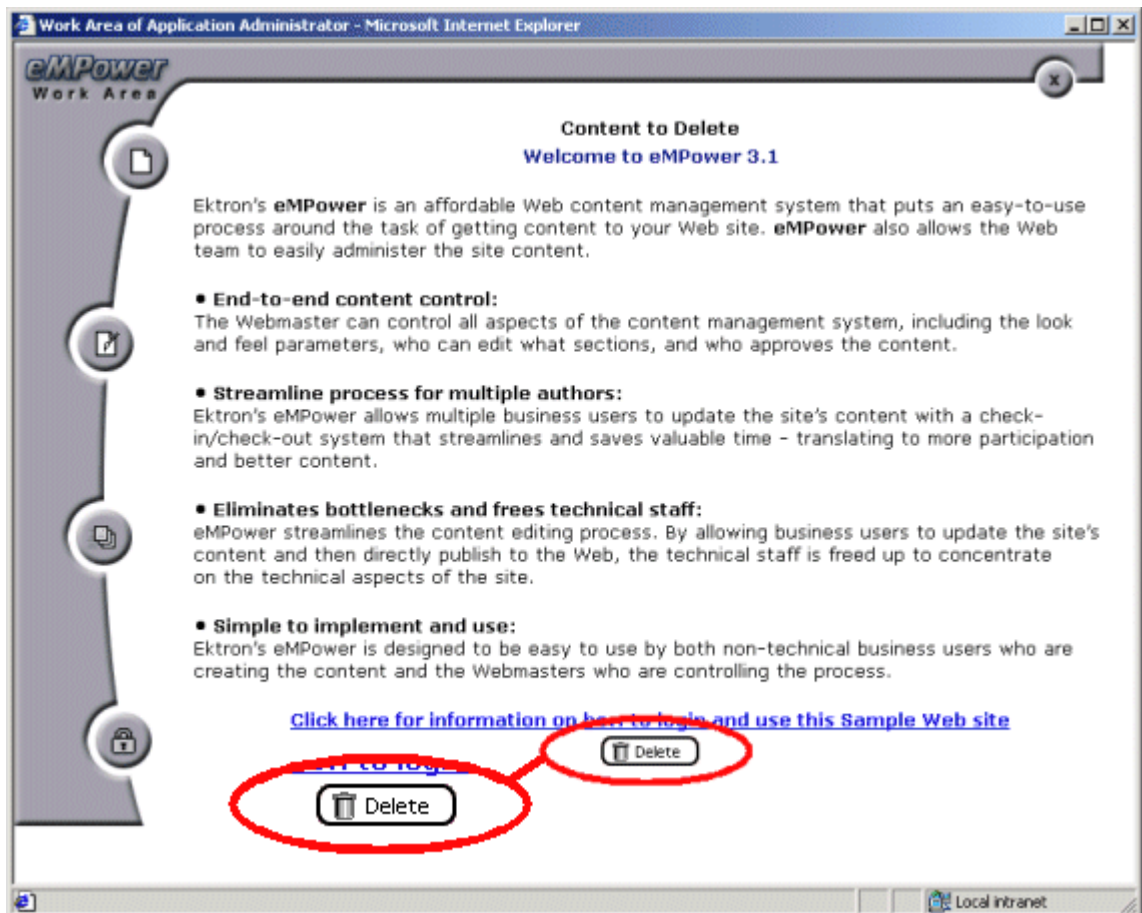 Work Area of Application Administrator - Microsoft Internet Explorer
eMPower
Work Area
x
Content to Delete
Welcome to eMPower 3.1
Ektron's eMPower is an affordable Web content management system that puts an easy-to-use
process around the task of getting content to your Web site. eMPower also allows the Web
team to easily administer the site content.
• End-to-end content control:
The Webmaster can control all aspects of the content management system, including the look
and feel parameters, who can edit what sections, and who approves the content.
• Streamline process for multiple authors:
Ektron's eMPower allows multiple business users to update the site's content with a check-
in/check-out system that streamlines and saves valuable time - translating to more participation
and better content.
• Eliminates bottlenecks and frees technical staff:
eMPower streamlines the content editing process. By allowing business users to update the site's
content and then directly publish to the Web, the technical staff is freed up to concentrate
on the technical aspects of the site.
• Simple to implement and use:
Ektron's eMPower is designed to be easy to use by both non-technical business users who are
creating the content and the Webmasters who are controlling the process.
Click here for information on how to login and use this Sample Web site
Delete
to
Delete
Local intranet